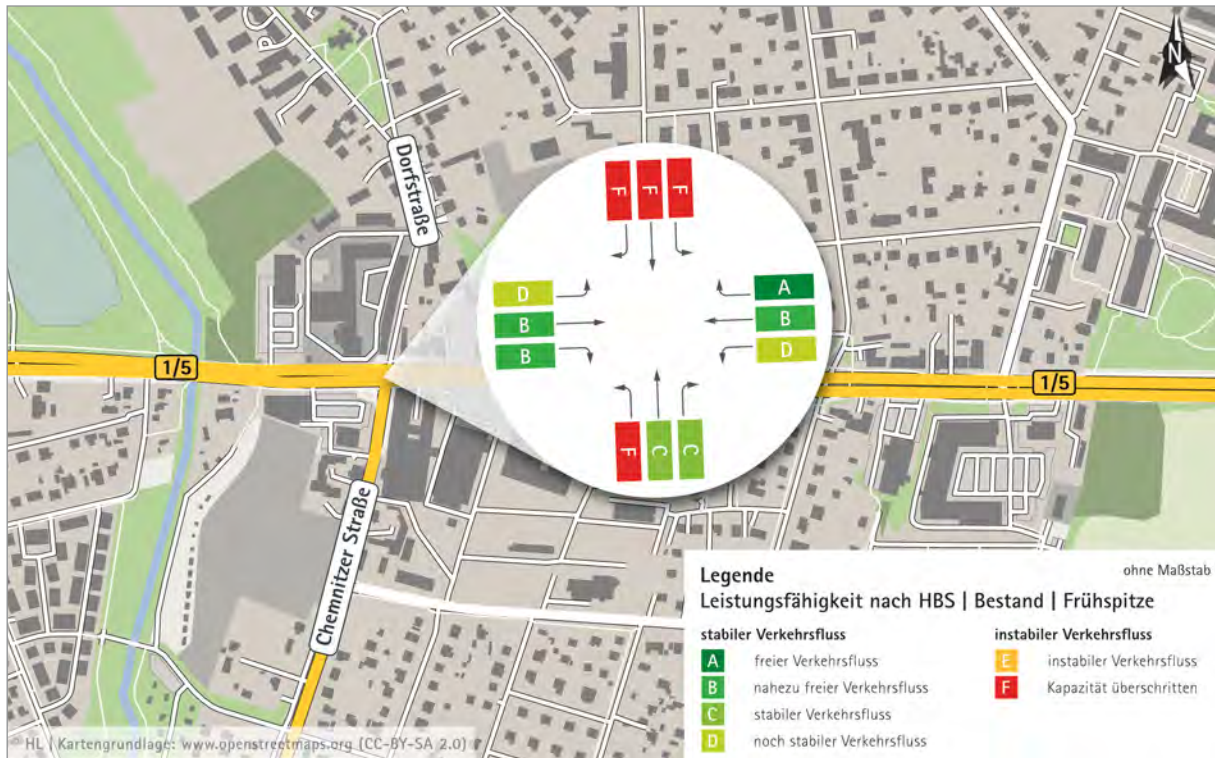 N
Dorfstraße
F F F
D
B
B
A
B
D
F C C
1/5
1/5
Chemnitzer Straße
Legende
ohne Maßstab
Leistungsfähigkeit nach HBS | Bestand | Frühspitze
stabiler Verkehrsfluss
A freier Verkehrsfluss
B nahezu freier Verkehrsfluss
C stabiler Verkehrsfluss
D noch stabiler Verkehrsfluss
instabiler Verkehrsfluss
E instabiler Verkehrsfluss
F Kapazität überschritten
HL | Kartengrundlage: www.openstreetmaps.org (CC-BY-SA 2.0)